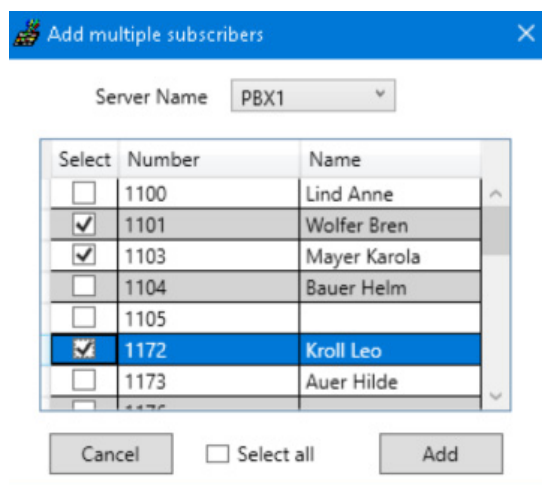 Add multiple subscribers
Server Name PBX1
Select Number Name
1100 Lind Anne
1101 Wolfer Bren
1103 Mayer Karola
1104 Bauer Helm
1105
1172 Kroll Leo
1173 Auer Hilde
Cancel Select all Add